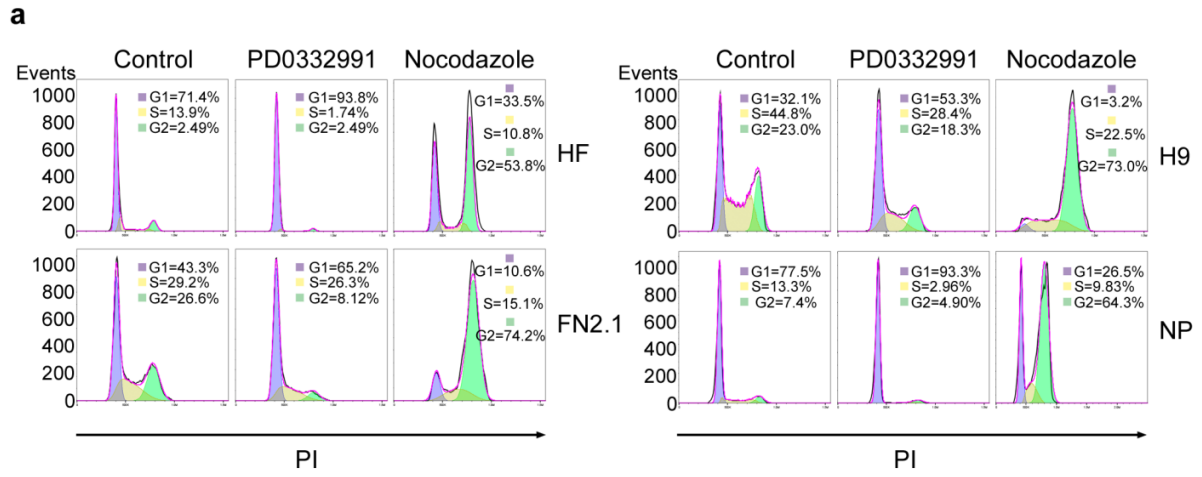 a
Control PD0332991 Nocodazole
Events
1000
800
600
400
200
0
G1=71.4%
S=13.9%
G2=2.49%
G1=93.8%
S=1.74%
G2=2.49%
G1=33.5%
S=10.8%
G2=53.8%
HF
1000
800
600
400
200
0
G1=43.3%
S=29.2%
G2=26.6%
G1=65.2%
S=26.3%
G2=8.12%
G1=10.6%
S=15.1%
G2=74.2%
FN2.1
PI
Control PD0332991 Nocodazole
Events
1000
800
600
400
200
0
G1=32.1%
S=44.8%
G2=23.0%
G1=53.3%
S=28.4%
G2=18.3%
G1=3.2%
S=22.5%
G2=73.0%
H9
1000
800
600
400
200
0
G1=77.5%
S=13.3%
G2=7.4%
G1=93.3%
S=2.96%
G2=4.90%
G1=26.5%
S=9.83%
G2=64.3%
NP
PI